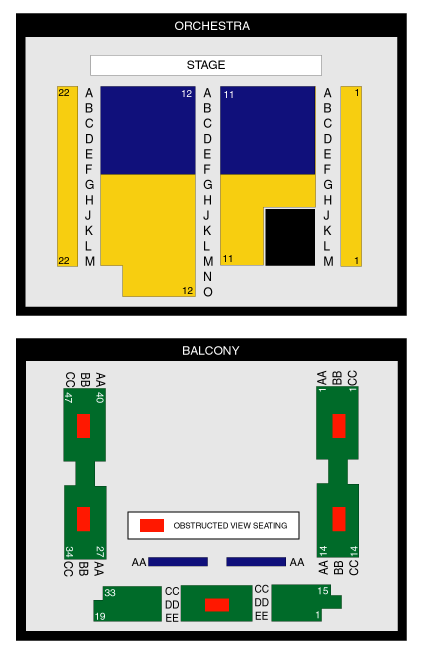 ORCHESTRA
STAGE
22 A 12 A 11 A 1
B B B
C C C
D D D
E E E
F F F
G G G
H H H
J J J
K K K
L L L
22 M M 11 M 1
N
12 O
BALCONY
CC BB AA
47 40
AA BB CC
1 1
OBSTRUCTED VIEW SEATING
34 27
CC BB AA
14 14
AA BB CC
AA AA
33 CC CC 15
DD DD
19 EE EE 1